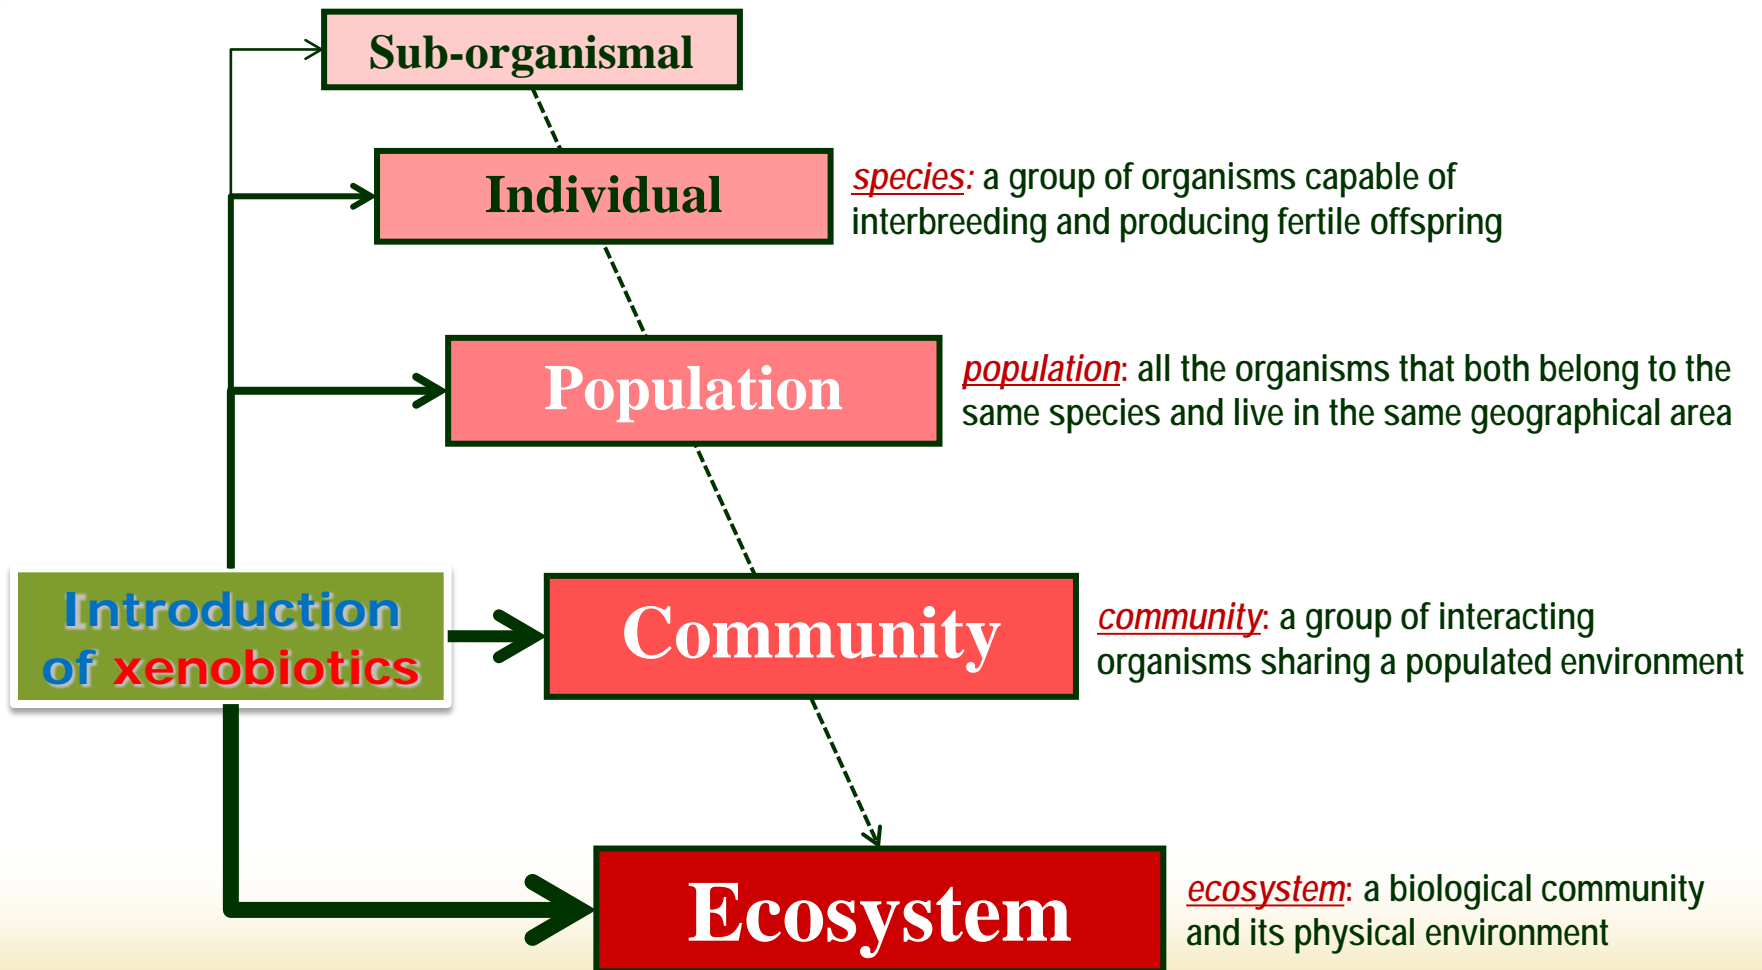 Sub-organismal
Individual
species: a group of organisms capable of
interbreeding and producing fertile offspring
Population
population: all the organisms that both belong to the
same species and live in the same geographical area
Introduction
of xenobiotics
Community
community: a group of interacting
organisms sharing a populated environment
Ecosystem
ecosystem: a biological community
and its physical environment